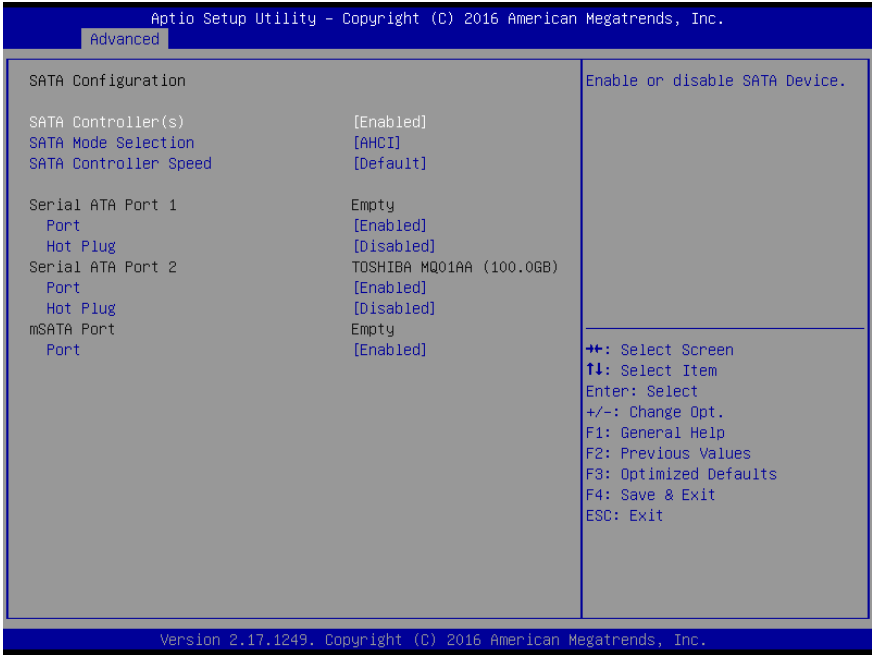 Aptio Setup Utility – Copyright (C) 2016 American Megatrends, Inc.
Advanced
SATA Configuration
SATA Controller(s) [Enabled]
SATA Mode Selection [AHCI]
SATA Controller Speed [Default]
Serial ATA Port 1 Empty
Port [Enabled]
Hot Plug [Disabled]
Serial ATA Port 2 TOSHIBA MQ01AA (100.0GB)
Port [Enabled]
Hot Plug [Disabled]
mSATA Port Empty
Port [Enabled]
Enable or disable SATA Device.
→←: Select Screen
↑↓: Select Item
Enter: Select
+/-: Change Opt.
F1: General Help
F2: Previous Values
F3: Optimized Defaults
F4: Save & Exit
ESC: Exit
Version 2.17.1249. Copyright (C) 2016 American Megatrends, Inc.